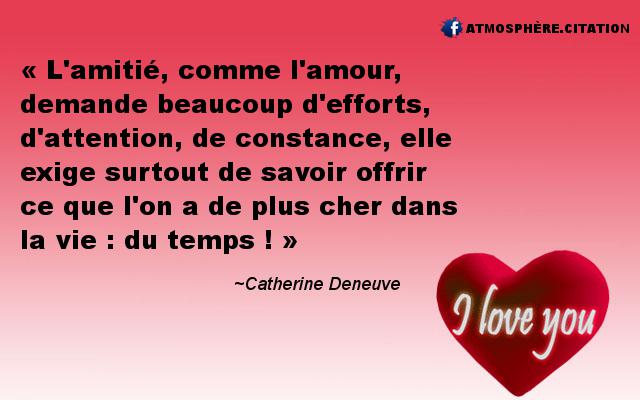 ATMOSPHÈRE.CITATION
« L'amitié, comme l'amour,
demande beaucoup d'efforts,
d'attention, de constance, elle
exige surtout de savoir offrir
ce que l'on a de plus cher dans
la vie : du temps ! »
~Catherine Deneuve
I love you